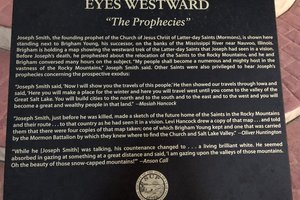 EYES WESTWARD
"The Prophecies"
Joseph Smith, the founding prophet of the Church of Jesus Christ of Latter-day Saints (Mormons), is shown here
standing next to Brigham Young, his successor, on the banks of the Mississippi River near Nauvoo, Illinois.
Brigham is holding a map showing the westward trek of the Latter-day Saints that Joseph had seen in a vision.
Before Joseph's death, he prophesied about the relocation of the Saints to the Rocky Mountains, and he and
Brigham conversed many hours on the subject. "My people shall become a numerous and mighty host in the
vastness of the Rocky Mountains," Joseph Smith said. Other Saints were also privileged to hear Joseph's
prophecies concerning the prospective exodus:
"Joseph Smith said, 'Now I will show you the travels of this people.' He then showed our travels through Iowa and
said, 'Here you will make a place for the winter and here you will travel west until you come to the valley of the
Great Salt Lake. You will build cities to the north and to the south and to the east and to the west and you will
become a great and wealthy people in that land.'" –Mosiah Hancock
"Joseph Smith, just before he was killed, made a sketch of the future home of the Saints in the Rocky Mountains
and their route . . . to that country as he had seen it in a vision. Levi Hancock drew a copy of that map . . . and told
them that there were four copies of that map taken; one of which Brigham Young kept and one that was carried
by the Mormon Battalion by which they knew where to find the Church and Salt Lake Valley." –Oliver Huntington
"While he [Joseph Smith] was talking, his countenance changed to . . . a living brilliant white. He seemed
absorbed in gazing at something at a great distance and said, 'I am gazing upon the valleys of those mountains.
Oh the beauty of those snow-capped mountains!'" –Anson Call